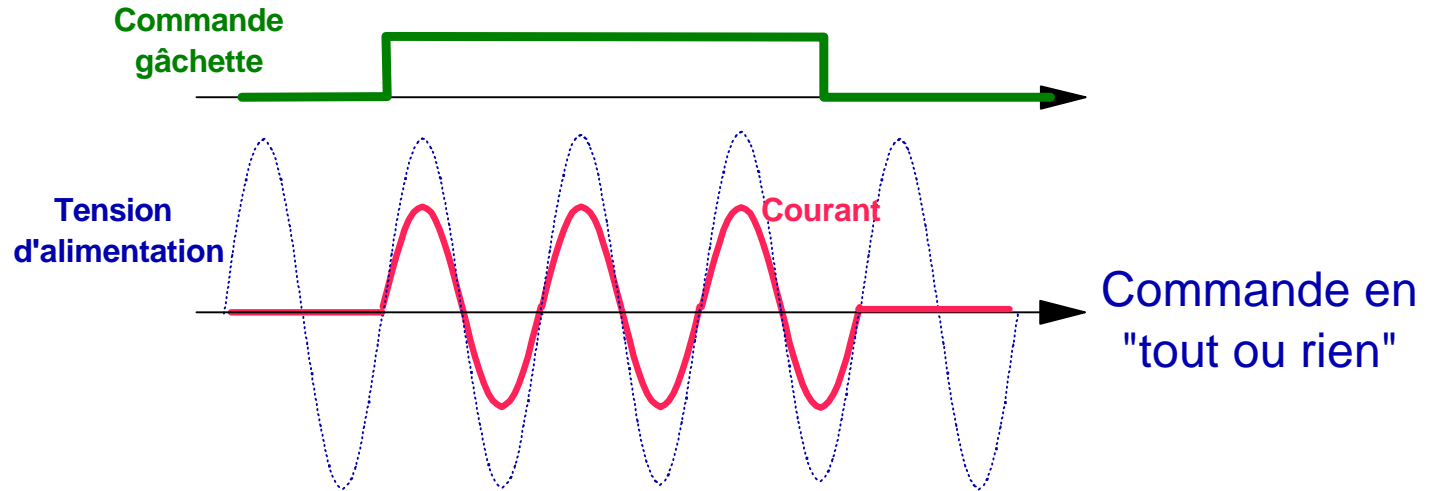 Commande
gâchette
Tension
d'alimentation
Courant
Commande en
"tout ou rien"